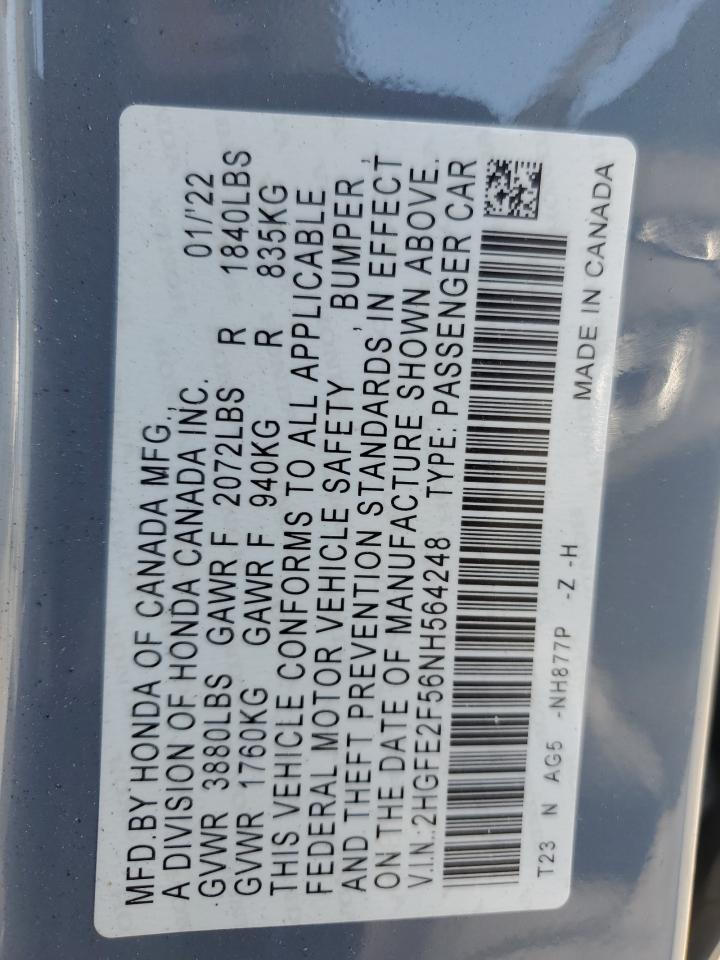 MFD.BY HONDA OF CANADA MFG.,
A DIVISION OF HONDA CANADA INC. 01/'22
GVWR 3880LBS GAWR F 2072LBS R 1840LBS
GVWR 1760KG GAWR F 940KG R 835KG
THIS VEHICLE CONFORMS TO ALL APPLICABLE
FEDERAL MOTOR VEHICLE SAFETY, BUMPER,
AND THEFT PREVENTION STANDARDS IN EFFECT
ON THE DATE OF MANUFACTURE SHOWN ABOVE.
V.I.N.:2HGFE2F56NH564248 TYPE:PASSENGER CAR
T23 N AG5 -NH877P -Z -H
MADE IN CANADA